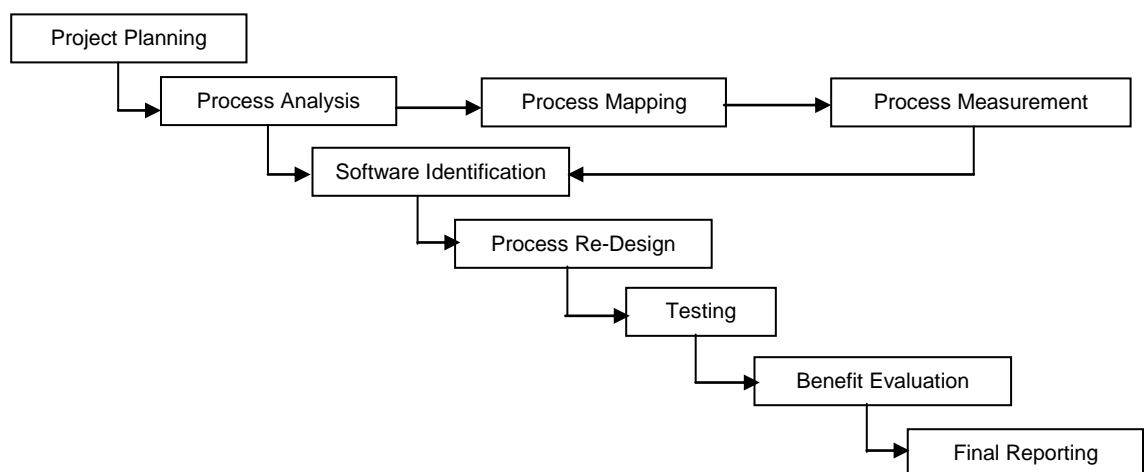 Project Planning
Process Analysis
Process Mapping
Process Measurement
Software Identification
Process Re-Design
Testing
Benefit Evaluation
Final Reporting